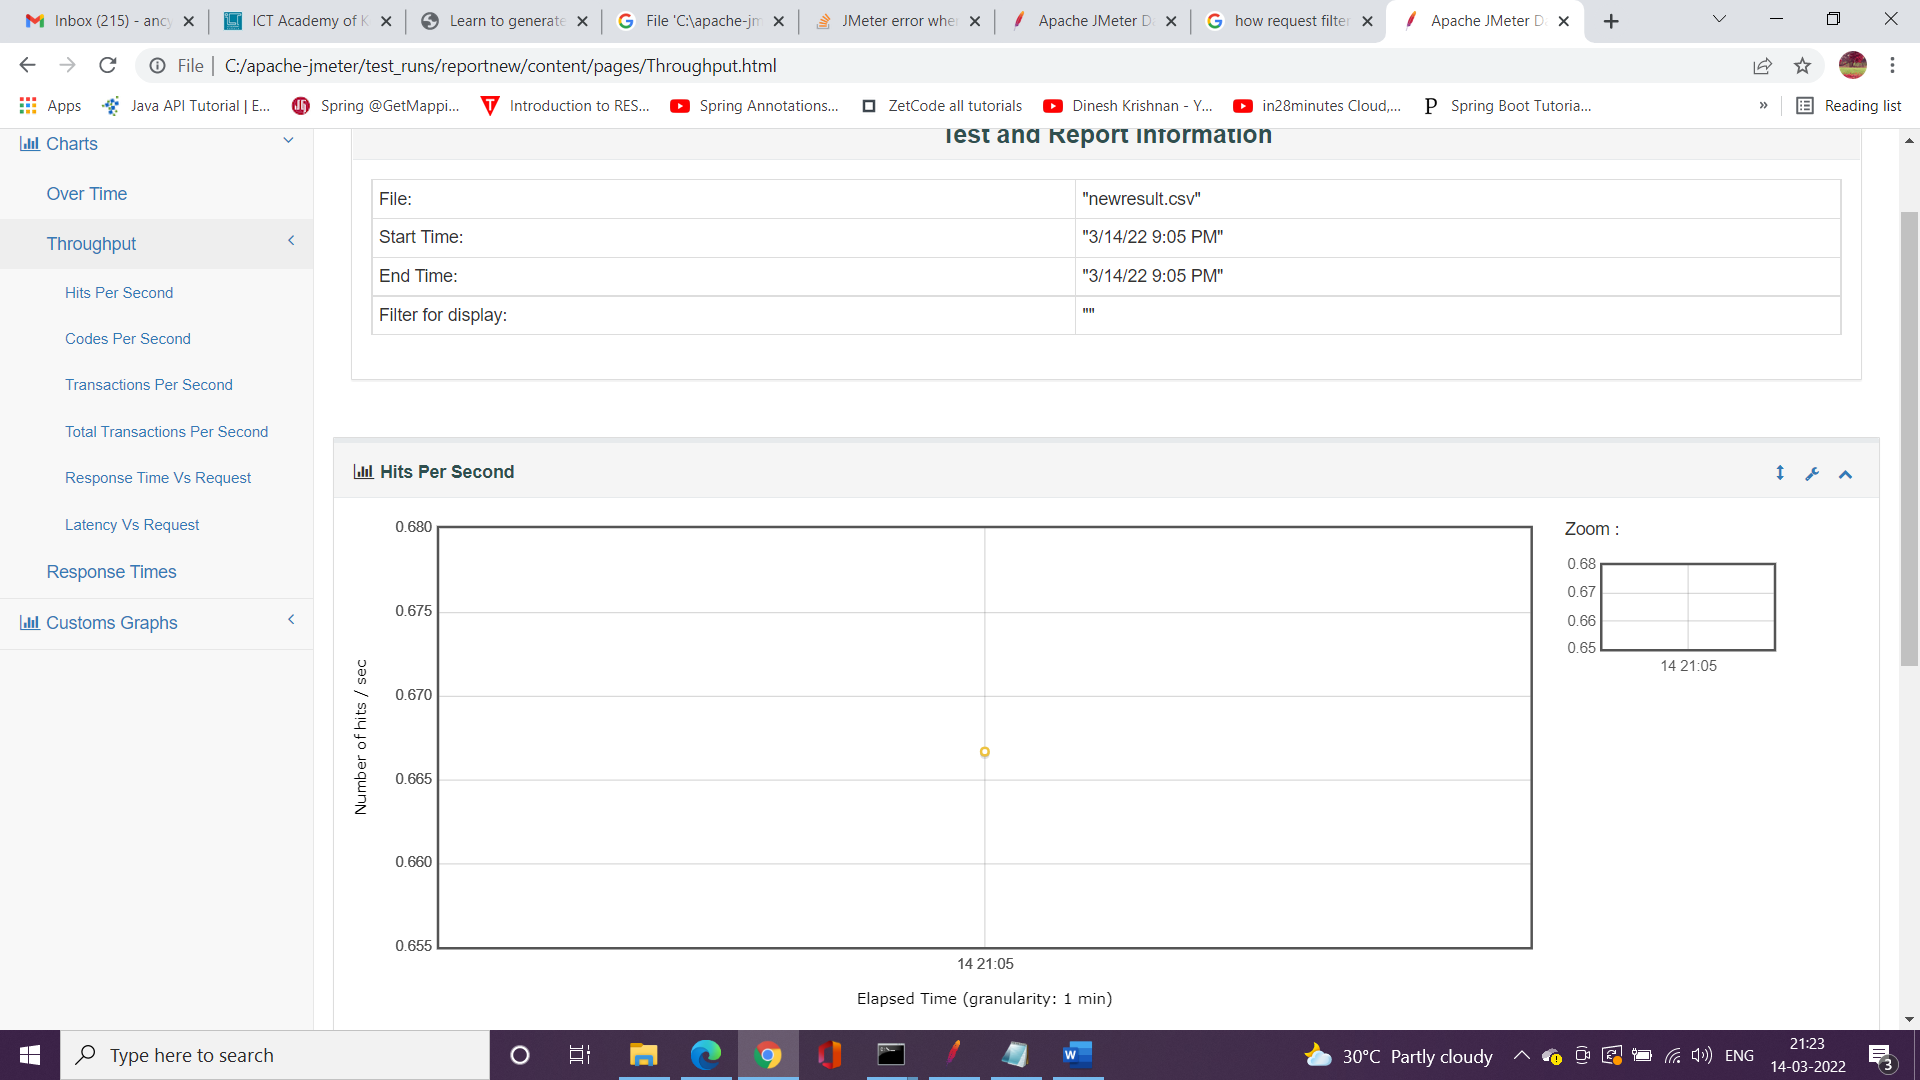 Inbox (215) - ancy
ICT Academy of K
Learn to generate
File 'C:\apache-jm
JMeter error whe
Apache JMeter D
how request filter
Apache JMeter D
File
C:/apache-jmeter/test_runs/reportnew/content/pages/Throughput.html
Apps
Java API Tutorial | E...
Spring @GetMappi...
Introduction to RES...
Spring Annotations...
ZetCode all tutorials
Dinesh Krishnan - Y...
in28minutes Cloud,...
Spring Boot Tutoria...
»
Reading list
Charts
Over Time
Throughput
Hits Per Second
Codes Per Second
Transactions Per Second
Total Transactions Per Second
Response Time Vs Request
Latency Vs Request
Response Times
Customs Graphs
Test and Report Information
File: "newresult.csv"
Start Time: "3/14/22 9:05 PM"
End Time: "3/14/22 9:05 PM"
Filter for display: ""
Hits Per Second
0.680
0.675
0.670
0.665
0.660
0.655
Number of hits / sec
14 21:05
Elapsed Time (granularity: 1 min)
Zoom :
0.68
0.67
0.66
0.65
14 21:05
Type here to search
30°C Partly cloudy
ENG
21:23
14-03-2022
3